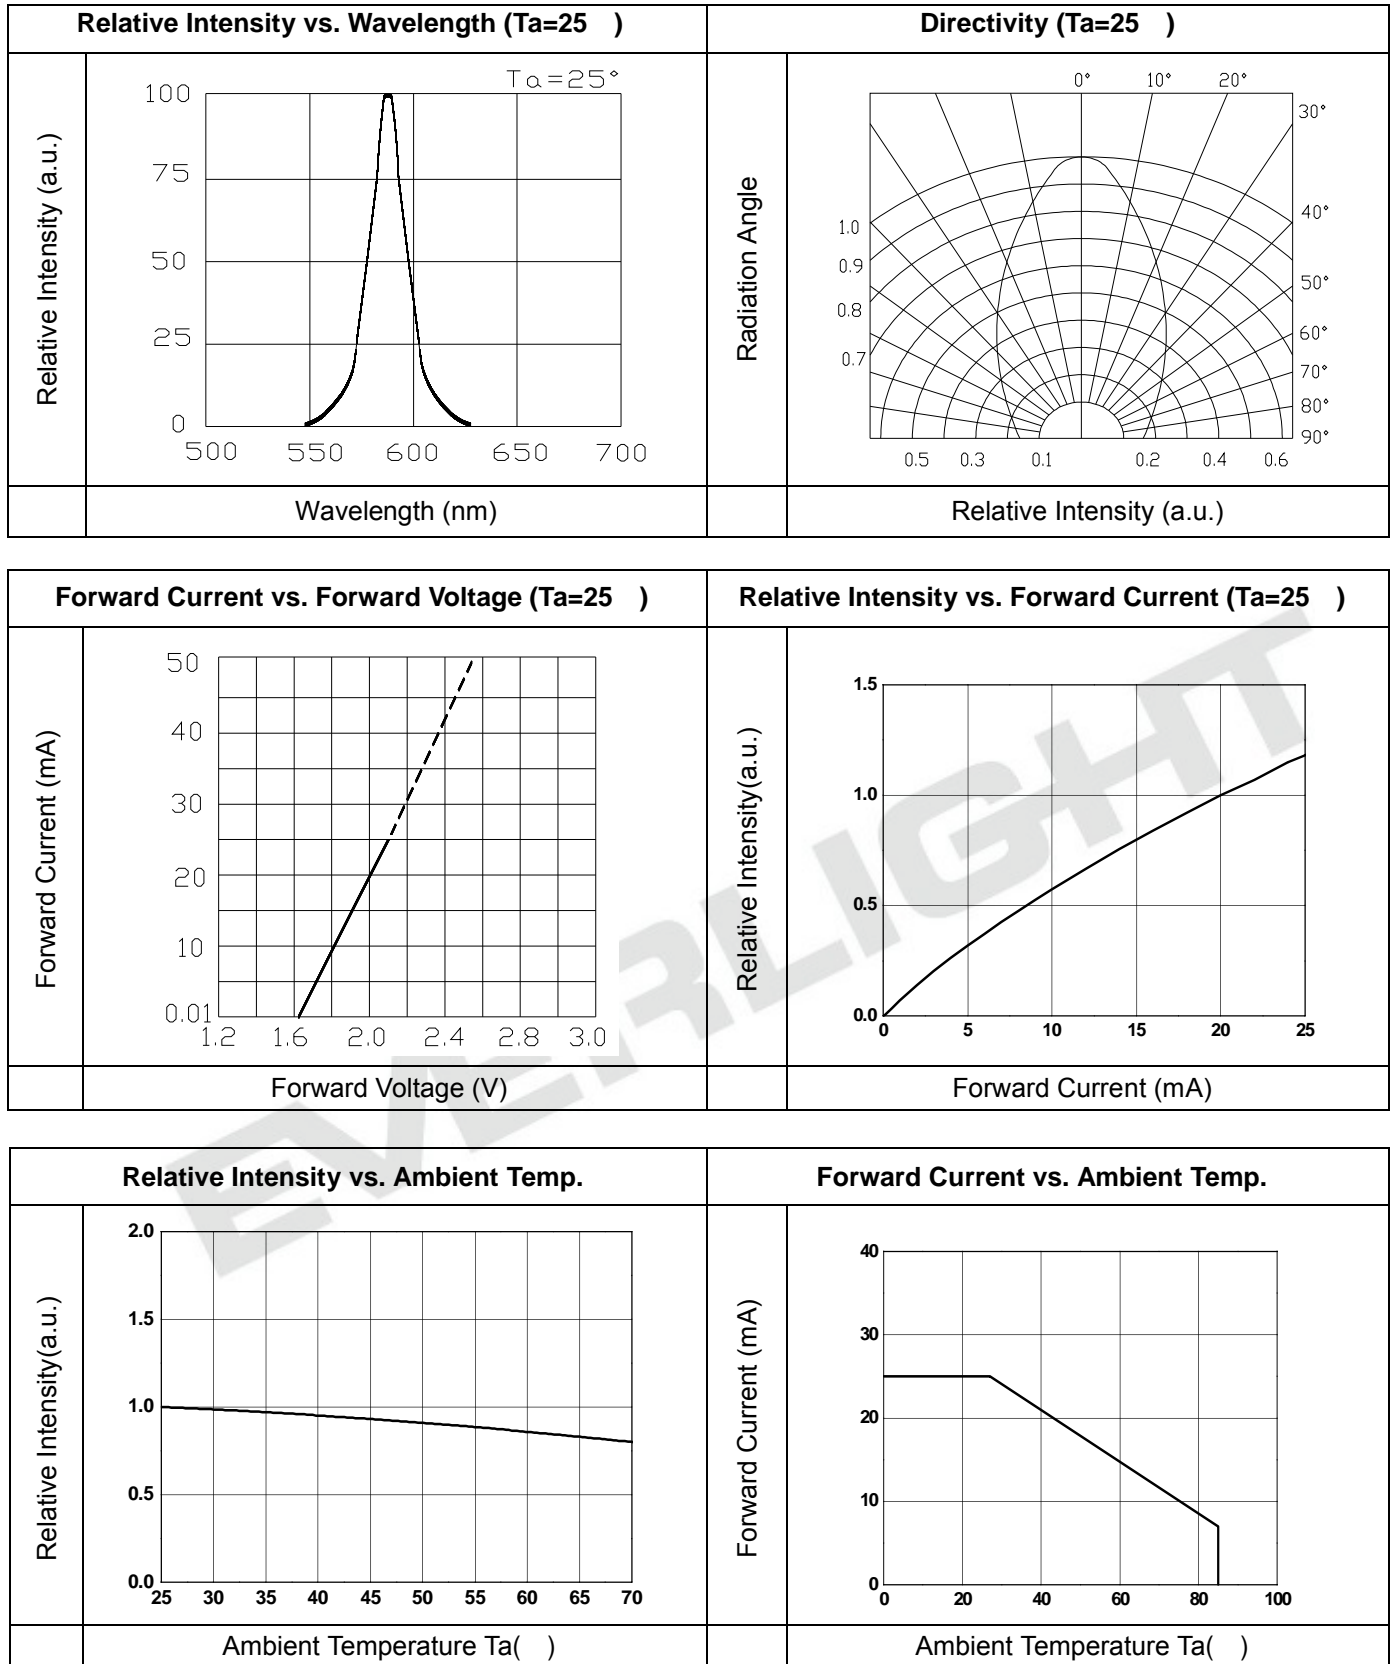 Relative Intensity vs. Wavelength (Ta=25 )
Directivity (Ta=25 )
Relative Intensity (a.u.)
Ta=25°
100
75
50
25
0
500 550 600 650 700
Wavelength (nm)
Radiation Angle
0° 10° 20°
30°
40°
50°
60°
70°
80°
90°
1.0
0.9
0.8
0.7
0.5 0.3 0.1 0.2 0.4 0.6
Relative Intensity (a.u.)
Forward Current vs. Forward Voltage (Ta=25 )
Relative Intensity vs. Forward Current (Ta=25 )
Forward Current (mA)
50
40
30
20
10
0.01
1.2 1.6 2.0 2.4 2.8 3.0
Forward Voltage (V)
Relative Intensity(a.u.)
1.5
1.0
0.5
0.0
0 5 10 15 20 25
Forward Current (mA)
EVERLIGHT
Relative Intensity vs. Ambient Temp.
Forward Current vs. Ambient Temp.
Relative Intensity(a.u.)
2.0
1.5
1.0
0.5
0.0
25 30 35 40 45 50 55 60 65 70
Ambient Temperature Ta( )
Forward Current (mA)
40
30
20
10
0
0 20 40 60 80 100
Ambient Temperature Ta( )